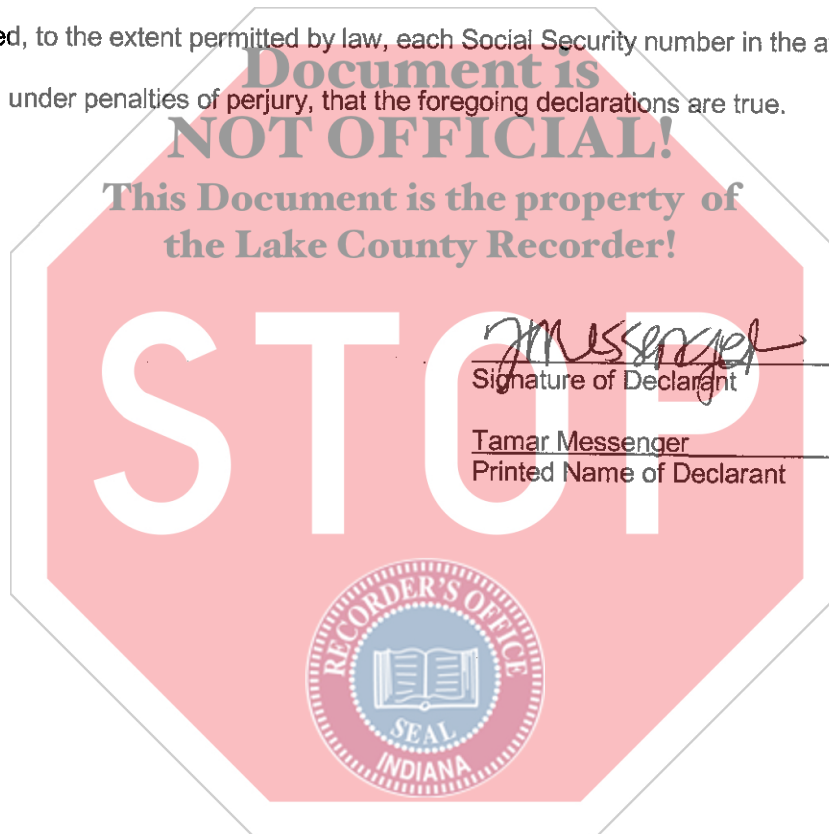 ed, to the extent permitted by law, each Social Security number in the a
Document is
under penalties of perjury, that the foregoing declarations are true.
NOT OFFICIAL!
This Document is the property of
the Lake County Recorder!
STOP
JMessenger
Signature of Declarant
Tamar Messenger
Printed Name of Declarant
RECORDER'S OFFICE
SEAL
INDIANA